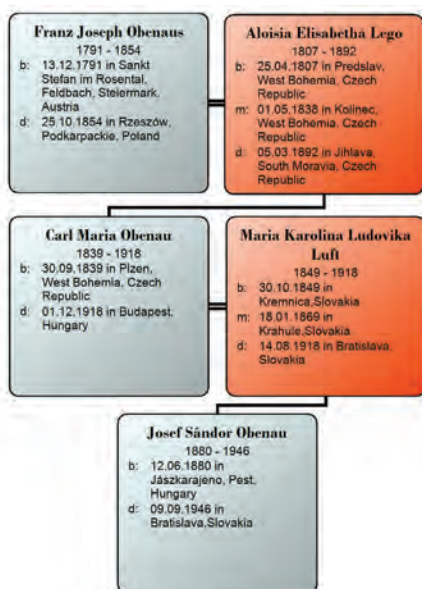 Franz Joseph Obenaus
1791 - 1854
b: 13.12.1791 in Sankt
Stefan im Rosental,
Feldbach, Steiermark,
Austria
d: 25.10.1854 in Rzeszów,
Podkarpackie, Poland
Aloisia Elisabetha Lego
1807 - 1892
b: 25.04.1807 in Predslav,
West Bohemia, Czech
Republic
m: 01.05.1838 in Kolinec,
West Bohemia, Czech
Republic
d: 05.03.1892 in Jihlava,
South Moravia, Czech
Republic
Carl Maria Obenau
1839 - 1918
b: 30.09.1839 in Plzen,
West Bohemia, Czech
Republic
d: 01.12.1918 in Budapest,
Hungary
Maria Karolina Ludovika
Luft
1849 - 1918
b: 30.10.1849 in
Kremnica,Slovakia
m: 18.01.1869 in
Krahule,Slovakia
d: 14.08.1918 in Bratislava,
Slovakia
Josef Sándor Obenau
1880 - 1946
b: 12.06.1880 in
Jászkarajeno, Pest,
Hungary
d: 09.09.1946 in
Bratislava,Slovakia